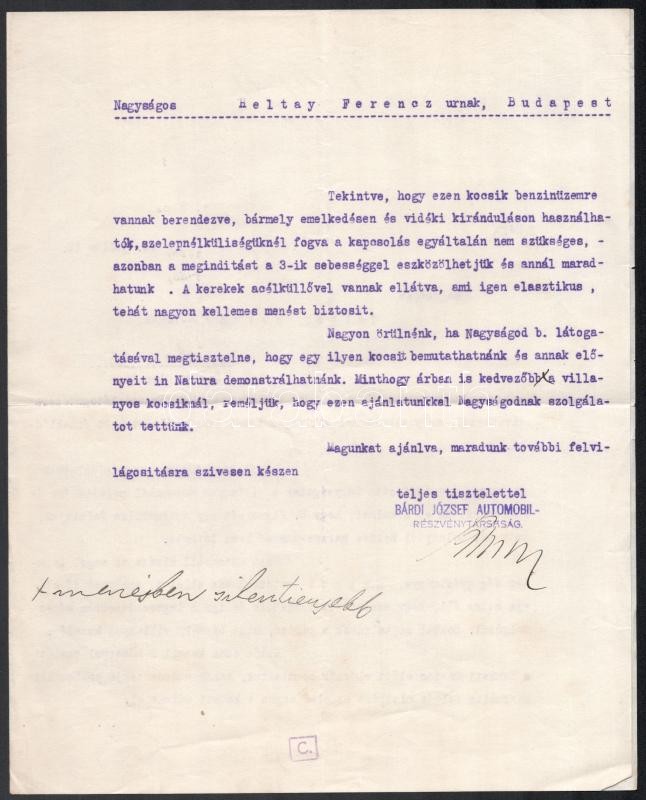 Nagyságos Heltay Ferencz urnak, Budapest
Tekintve, hogy ezen kocsik benzinüzemre
vannak berendezve, bármely emelkedésen és vidéki kiránduláson használha-
tók, szelepnélküliségüknél fogva a kapcsolás egyáltalán nem szükséges, -
azonban a meginditást a 3-ik sebességgel eszközölhetjük és annál marad-
hatunk . A kerekek acélküllővel vannak ellátva, ami igen elasztikus ,
tehát nagyon kellemes menést biztosit.
Nagyon örülnénk, ha Nagyságod b. látoga-
tásával megtisztelne, hogy egy ilyen kocsit bemutathatnánk és annak elő-
nyeit in Natura demonstrálhatnánk. Minthogy árban is kedvezőbb x a villa-
nyos kocsiknál, reméljük, hogy ezen ajánlatunkkal Nagyságodnak szolgála-
tot tettünk.
Magunkat ajánlva, maradunk további felvi-
lágositásra szivesen készen
teljes tisztelettel
BÁRDI JÓZSEF AUTOMOBIL-
RÉSZVÉNYTÁRSASÁG.
x menésben silentiensebb
C.